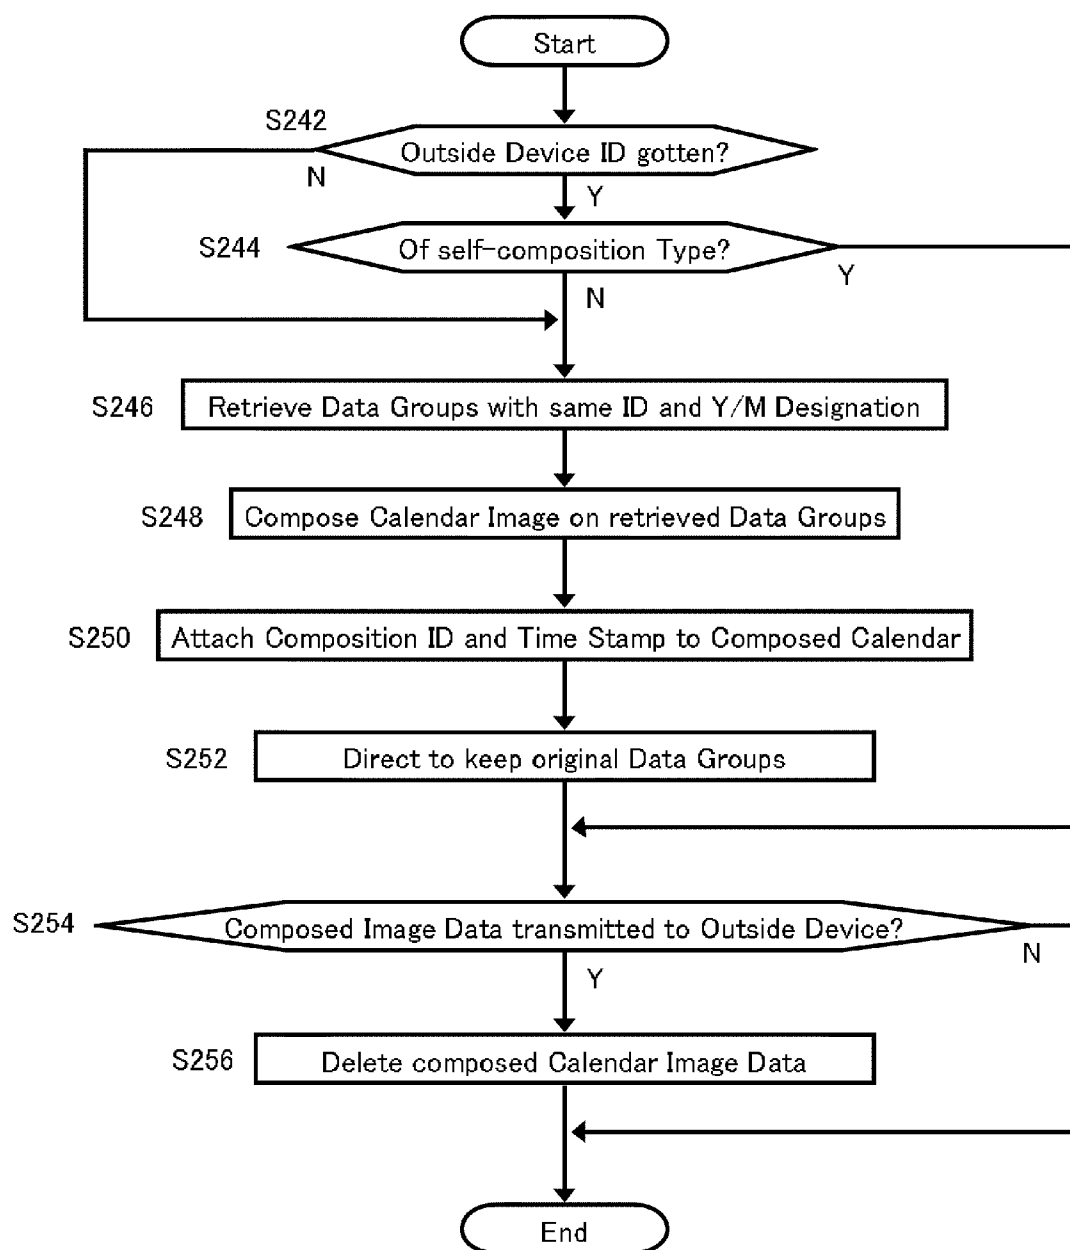 Start
S242
Outside Device ID gotten?
N
Y
S244
Of self-composition Type?
Y
N
S246
Retrieve Data Groups with same ID and Y/M Designation
S248
Compose Calendar Image on retrieved Data Groups
S250
Attach Composition ID and Time Stamp to Composed Calendar
S252
Direct to keep original Data Groups
S254
Composed Image Data transmitted to Outside Device?
N
Y
S256
Delete composed Calendar Image Data
End